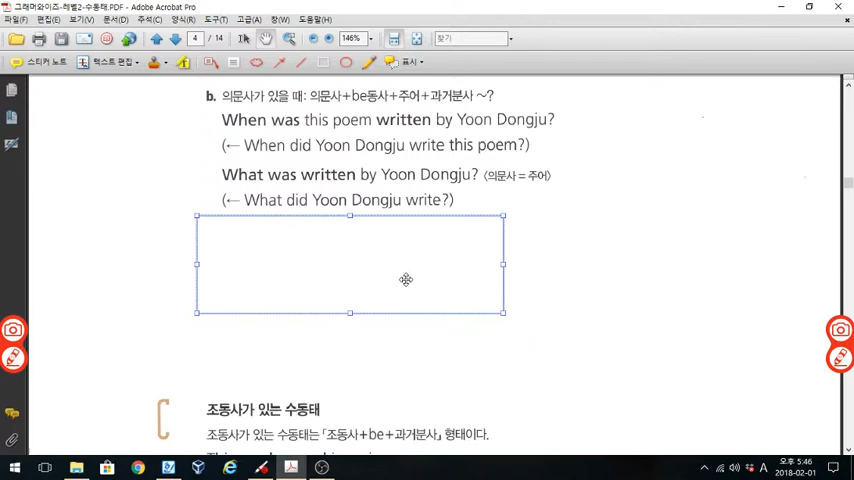 그래머와이즈-레벨2-수동태.PDF - Adobe Acrobat Pro
파일(F) 편집(E) 보기(V) 문서(D) 주석(C) 양식(R) 도구(T) 고급(A) 창(W) 도움말(H)
4 / 14 146% 찾기
스티커 노트 텍스트 편집 표시
b. 의문사가 있을 때: 의문사+be동사+주어+과거분사 ~?
When was this poem written by Yoon Dongju?
(← When did Yoon Dongju write this poem?)
What was written by Yoon Dongju? 〈의문사 = 주어〉
(← What did Yoon Dongju write?)
C
조동사가 있는 수동태
조동사가 있는 수동태는 「조동사+be+과거분사」 형태이다.
A 오후 5:46
2018-02-01